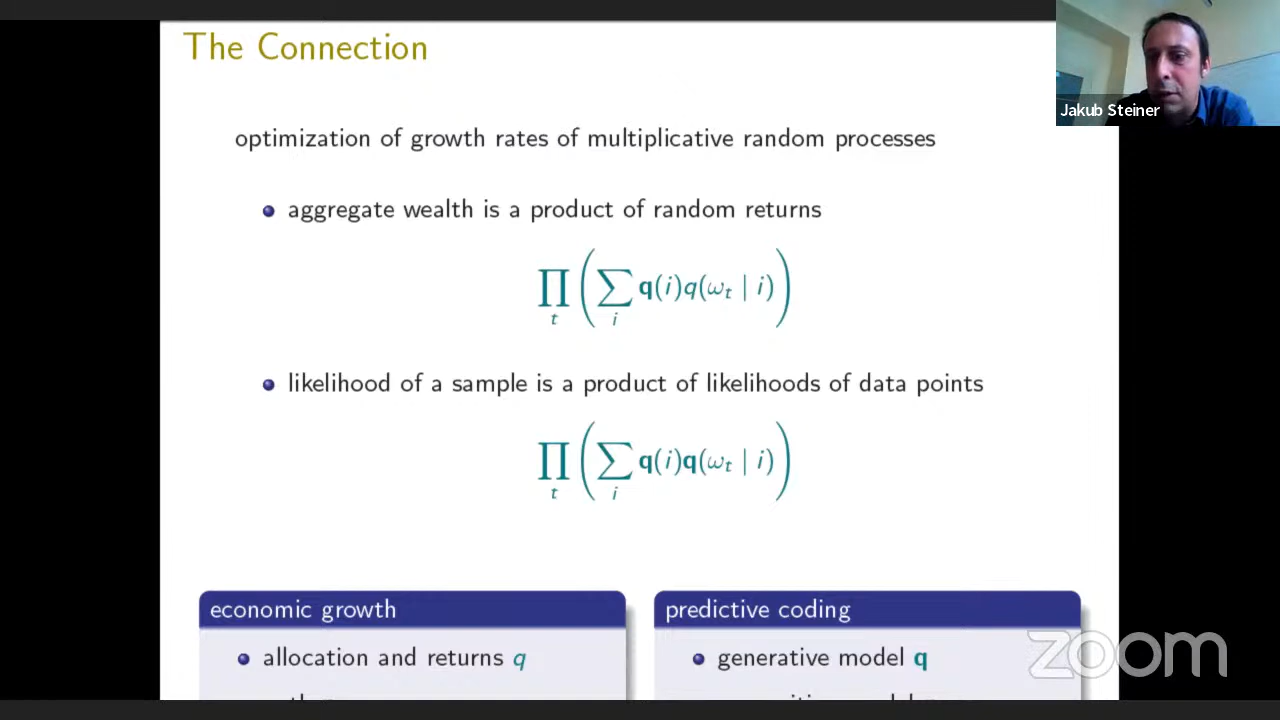 The Connection
Jakub Steiner
optimization of growth rates of multiplicative random processes
aggregate wealth is a product of random returns
∏_t (∑_i 𝐪(i)q(ω_t | i))
likelihood of a sample is a product of likelihoods of data points
∏_t (∑_i 𝐪(i)𝐪(ω_t | i))
economic growth
allocation and returns q
predictive coding
generative model 𝐪
zoom